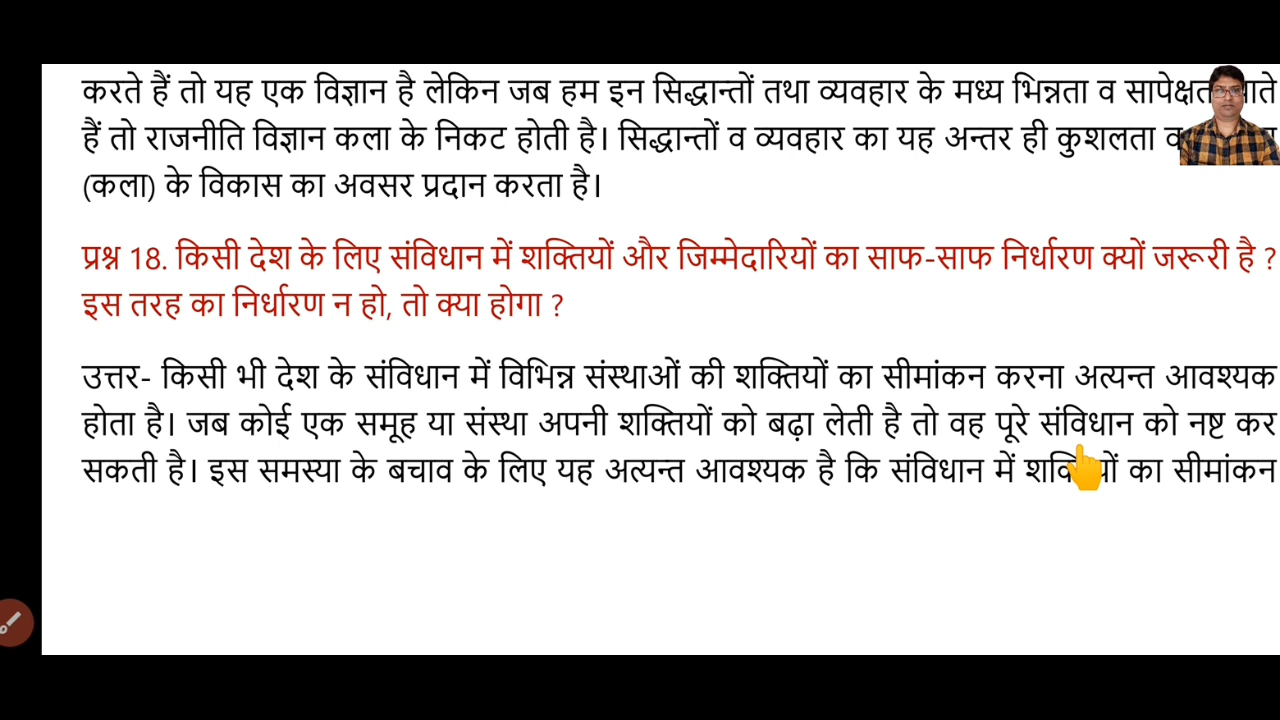 करते हैं तो यह एक विज्ञान है लेकिन जब हम इन सिद्धान्तों तथा व्यवहार के मध्य भिन्नता व
हैं तो राजनीति विज्ञान कला के निकट होती है। सिद्धान्तों व व्यवहार का यह अन्तर ही कुशलता
(कला) के विकास का अवसर प्रदान करता है।
प्रश्न 18. किसी देश के लिए संविधान में शक्तियों और जिम्मेदारियों का साफ-साफ निर्धारण क्यों जरूरी है ?
इस तरह का निर्धारण न हो, तो क्या होगा ?
उत्तर- किसी भी देश के संविधान में विभिन्न संस्थाओं की शक्तियों का सीमांकन करना अत्यन्त आवश्यक
होता है। जब कोई एक समूह या संस्था अपनी शक्तियों को बढ़ा लेती है तो वह पूरे संविधान को नष्ट कर
सकती है। इस समस्या के बचाव के लिए यह अत्यन्त आवश्यक है कि संविधान में शक्तियों का सीमांकन